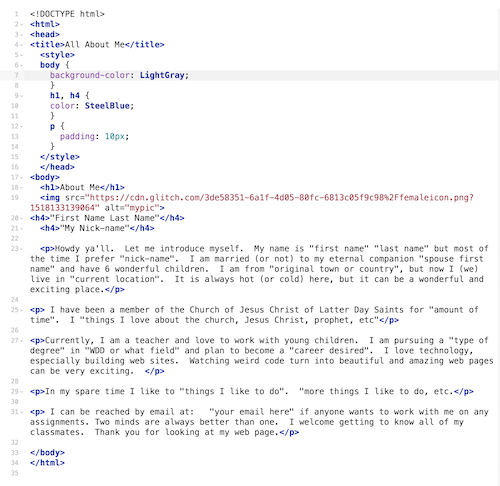 1 <!DOCTYPE html>
2 <html>
3 <head>
4 <title>All About Me</title>
5 <style>
6 body {
7 background-color: LightGray;
8 }
9 h1, h4 {
10 color: SteelBlue;
11 }
12 p {
13 padding: 10px;
14 }
15 </style>
16 </head>
17 <body>
18 <h1>About Me</h1>
19 <img src="https://cdn.glitch.com/3de58351-6a1f-4d05-80fc-6813c05f9c98%2Ffemaleicon.png?
1518133139064" alt="mypic">
20 <h4>"First Name Last Name"</h4>
21 <h4>"My Nick-name"</h4>
22
23 <p>Howdy ya'll. Let me introduce myself. My name is "first name" "last name" but most of
the time I prefer "nick-name". I am married (or not) to my eternal companion "spouse first
name" and have 6 wonderful children. I am from "original town or country", but now I (we)
live in "current location". It is always hot (or cold) here, but it can be a wonderful and
exciting place.</p>
24
25 <p> I have been a member of the Church of Jesus Christ of Latter Day Saints for "amount of
time". I "things I love about the church, Jesus Christ, prophet, etc"</p>
26
27 <p>Currently, I am a teacher and love to work with young children. I am pursuing a "type of
degree" in "WDD or what field" and plan to become a "career desired". I love technology,
especially building web sites. Watching weird code turn into beautiful and amazing web pages
can be very exciting. </p>
28
29 <p>In my spare time I like to "things I like to do". "more things I like to do, etc.</p>
30
31 <p> I can be reached by email at: "your email here" if anyone wants to work with me on any
assignments. Two minds are always better than one. I welcome getting to know all of my
classmates. Thank you for looking at my web page.</p>
32
33 </body>
34 </html>
35